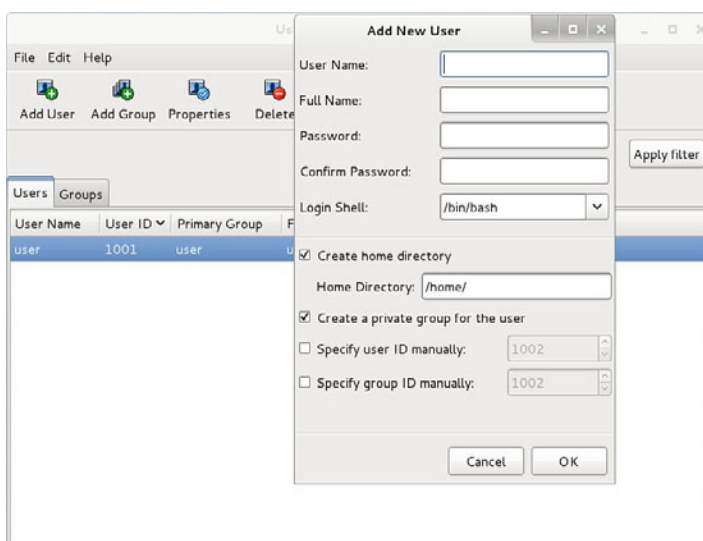 Add New User
File Edit Help
Add User Add Group Properties Delete
Apply filter
Users Groups
User Name User ID Primary Group F
user 1001 user u
User Name:
Full Name:
Password:
Confirm Password:
Login Shell: /bin/bash
Create home directory
Home Directory: /home/
Create a private group for the user
Specify user ID manually: 1002
Specify group ID manually: 1002
Cancel OK